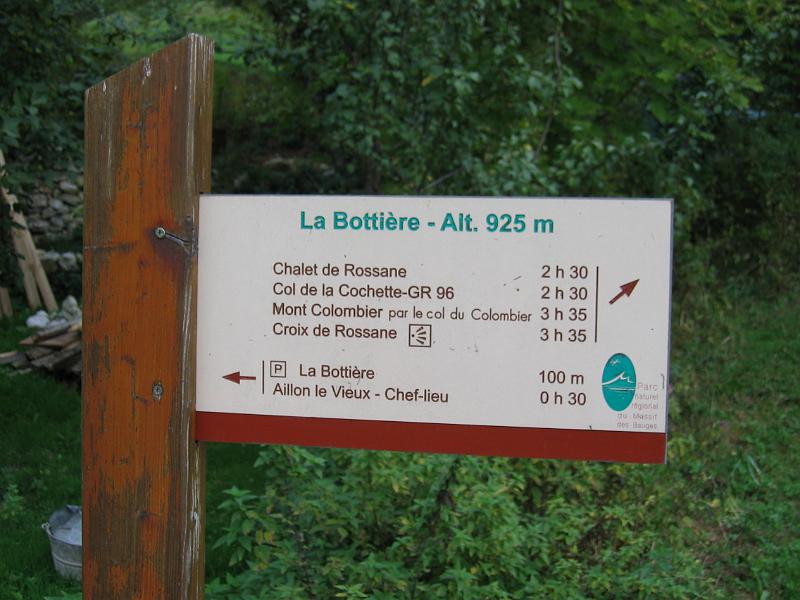 La Bottière - Alt. 925 m
Chalet de Rossane 2 h 30
Col de la Cochette-GR 96 2 h 30
Mont Colombier par le col du Colombier 3 h 35
Croix de Rossane 3 h 35
P La Bottière 100 m
Aillon le Vieux - Chef-lieu 0 h 30
Parc
naturel
régional
du Massif
des Bauges